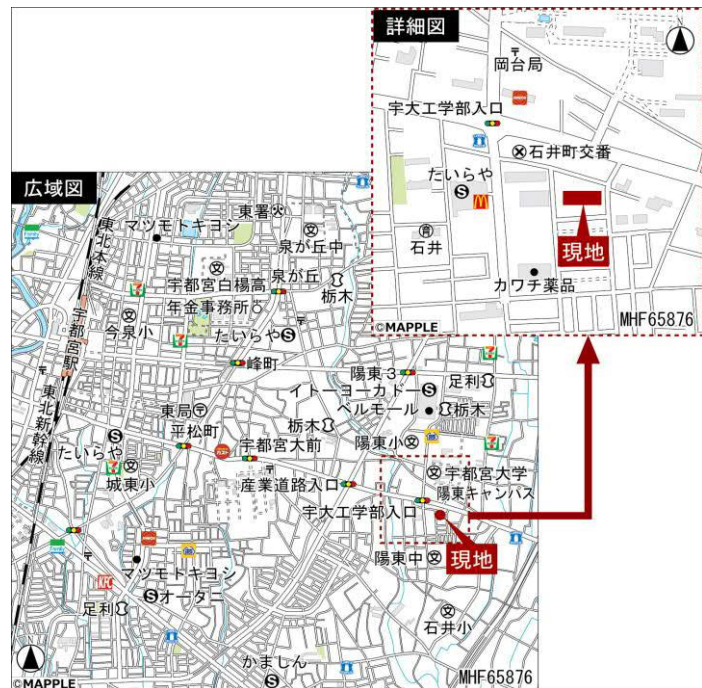 詳細図
岡台局
宇大工学部入口
石井町交番
たいらや
石井
現地
カワチ薬品
©MAPPLE
MHF65876
広域図
東北本線
マツモトキヨシ
東署
泉が丘中
宇都宮白楊高
泉が丘
栃木
年金事務所
宇都宮駅
今泉小
たいらや
峰町
陽東3
足利
イトーヨーカドー
ベルモール
栃木
東北新幹線
東局
栃木
平松町
宇都宮大前
陽東小
たいらや
城東小
産業道路入口
宇都宮大学
陽東キャンパス
宇大工学部入口
現地
陽東中
マツモトキヨシ
KFC
足利
オータニ
石井小
かましん
©MAPPLE
MHF65876